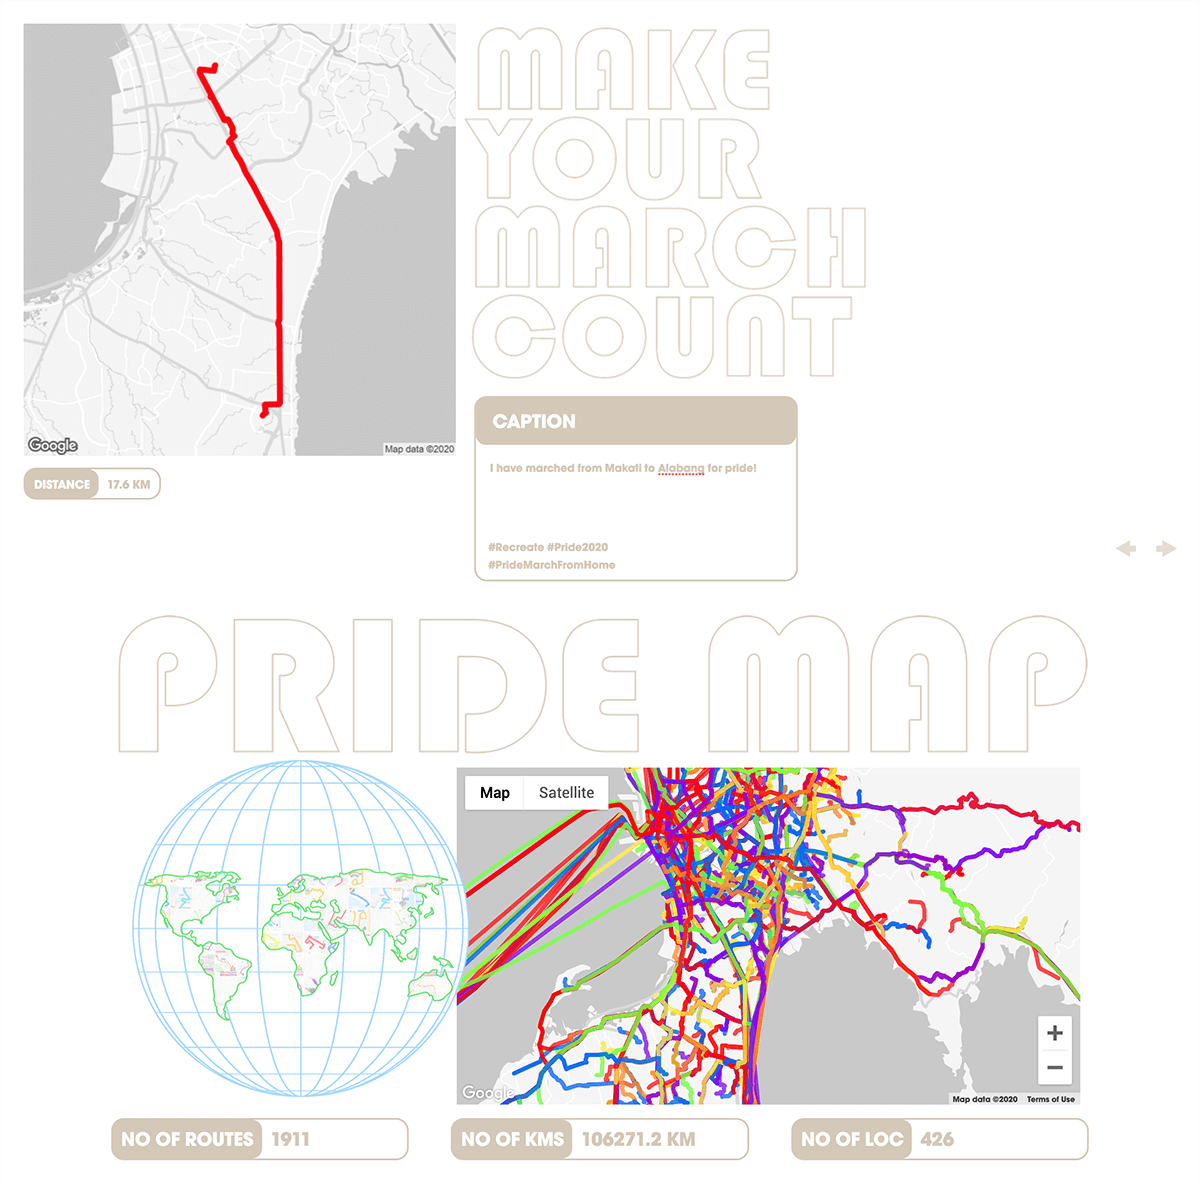 MAKE
YOUR
MARCH
COUNT
Google
Map data ©2020
DISTANCE 17.6 KM
CAPTION
I have marched from Makati to Alabang for pride!
#Recreate #Pride2020
#PrideMarchFromHome
PRIDE MAP
Map Satellite
+
−
Google
Map data ©2020 Terms of Use
NO OF ROUTES 1911
NO OF KMS 106271.2 KM
NO OF LOC 426